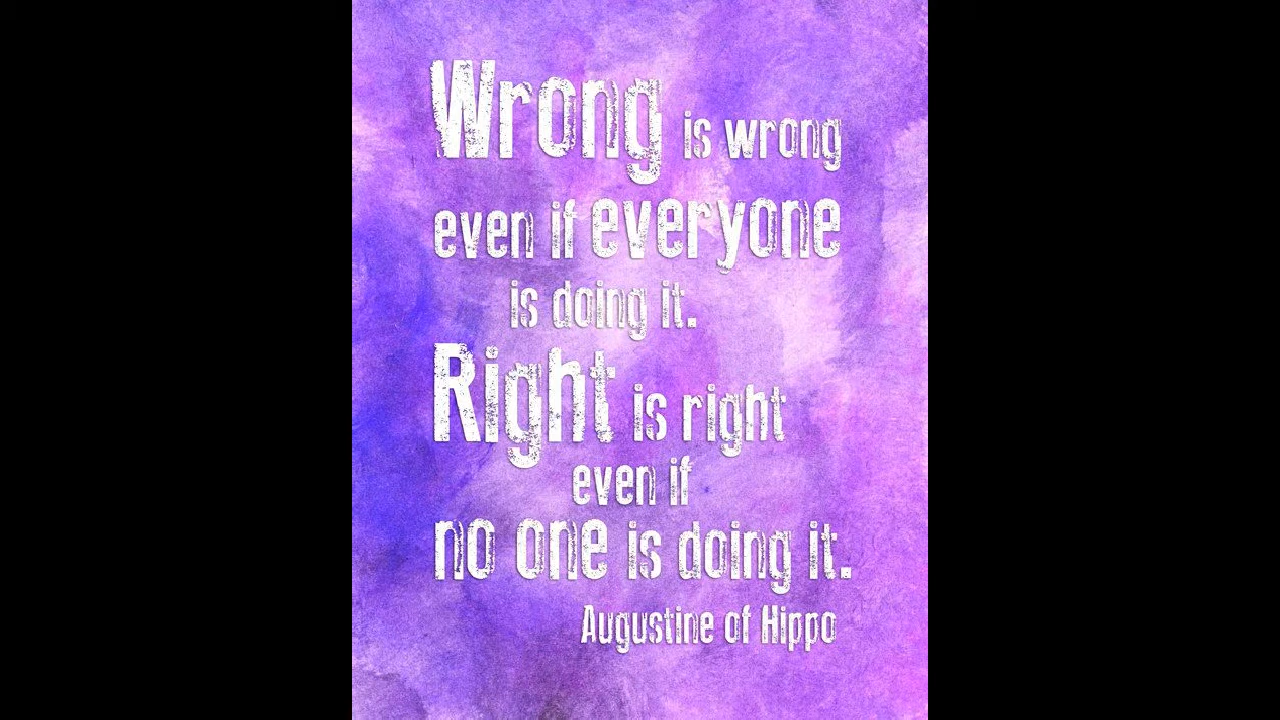 Wrong is wrong
even if everyone
is doing it.
Right is right
even if
no one is doing it.
Augustine of Hippo